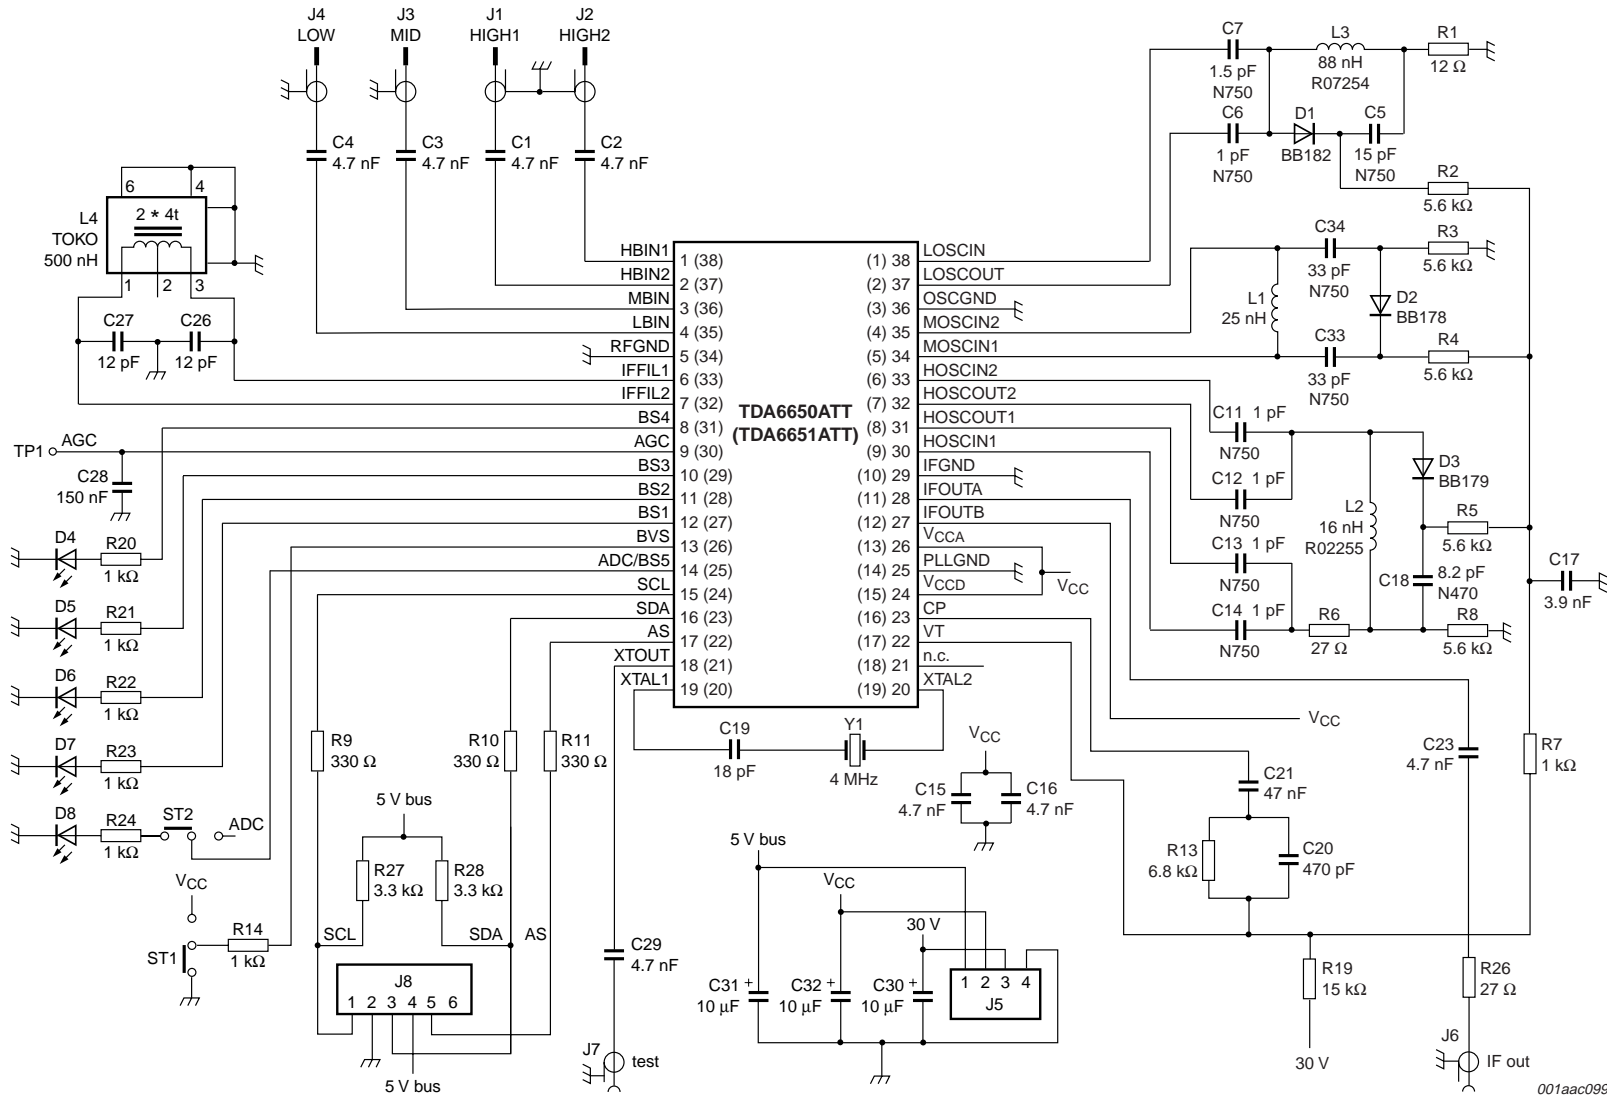 J4
LOW
J3
MID
J1
HIGH1
J2
HIGH2
C4
4.7 nF
C3
4.7 nF
C1
4.7 nF
C2
4.7 nF
C7
1.5 pF
N750
L3
88 nH
R07254
R1
12 Ω
C6
1 pF
N750
D1
BB182
C5
15 pF
N750
R2
5.6 kΩ
6
4
L4
TOKO
500 nH
2 * 4t
1
2
3
C27
12 pF
C26
12 pF
C34
33 pF
N750
R3
5.6 kΩ
L1
25 nH
D2
BB178
C33
33 pF
N750
R4
5.6 kΩ
TDA6650ATT
(TDA6651ATT)
HBIN1
1 (38)
HBIN2
2 (37)
MBIN
3 (36)
LBIN
4 (35)
RFGND
5 (34)
IFFIL1
6 (33)
IFFIL2
7 (32)
BS4
8 (31)
AGC
9 (30)
BS3
10 (29)
BS2
11 (28)
BS1
12 (27)
BVS
13 (26)
ADC/BS5
14 (25)
SCL
15 (24)
SDA
16 (23)
AS
17 (22)
XTOUT
18 (21)
XTAL1
19 (20)
(1) 38
LOSCIN
(2) 37
LOSCOUT
(3) 36
OSCGND
(4) 35
MOSCIN2
(5) 34
MOSCIN1
(6) 33
HOSCIN2
(7) 32
HOSCOUT2
(8) 31
HOSCOUT1
(9) 30
HOSCIN1
(10) 29
IFGND
(11) 28
IFOUTA
(12) 27
IFOUTB
(13) 26
VCCA
(14) 25
PLLGND
(15) 24
VCCD
(16) 23
CP
(17) 22
VT
(18) 21
n.c.
(19) 20
XTAL2
VCC
TP1
AGC
C28
150 nF
D4
R20
1 kΩ
D5
R21
1 kΩ
D6
R22
1 kΩ
D7
R23
1 kΩ
D8
R24
1 kΩ
ST2
ADC
VCC
ST1
R14
1 kΩ
C11 1 pF
N750
C12 1 pF
N750
C13 1 pF
N750
C14 1 pF
N750
R6
27 Ω
L2
16 nH
R02255
D3
BB179
R5
5.6 kΩ
C18
8.2 pF
N470
R8
5.6 kΩ
C17
3.9 nF
R9
330 Ω
R10
330 Ω
R11
330 Ω
C19
18 pF
Y1
4 MHz
VCC
C15
4.7 nF
C16
4.7 nF
VCC
C23
4.7 nF
R7
1 kΩ
C21
47 nF
R13
6.8 kΩ
C20
470 pF
5 V bus
R27
3.3 kΩ
R28
3.3 kΩ
SCL
SDA
AS
J8
1 2 3 4 5 6
5 V bus
C29
4.7 nF
J7
test
5 V bus
VCC
30 V
C31
+
10 μF
C32
+
10 μF
C30
+
10 μF
1 2 3 4
J5
R19
15 kΩ
30 V
R26
27 Ω
J6
IF out
001aac099